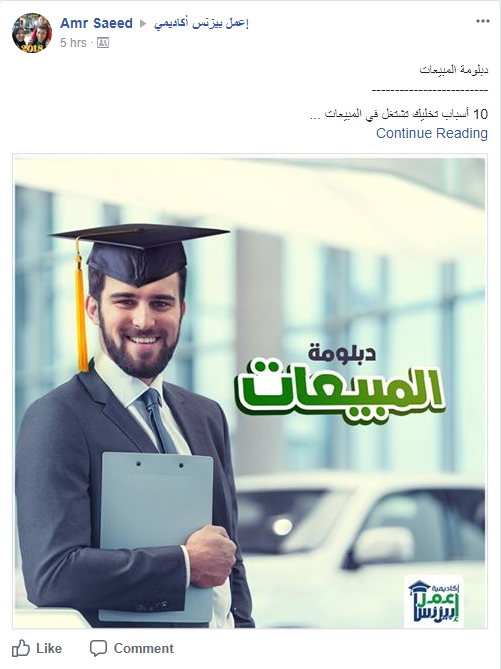 Amr Saeed إعمل بيزنس أكاديمي
5 hrs ·
دبلومة المبيعات
-------------------------
10 أسباب تخليك تشتغل في المبيعات ...
Continue Reading
2018
دبلومة
المبيعات
أكاديمية
إعمل
بيزنس
Like Comment